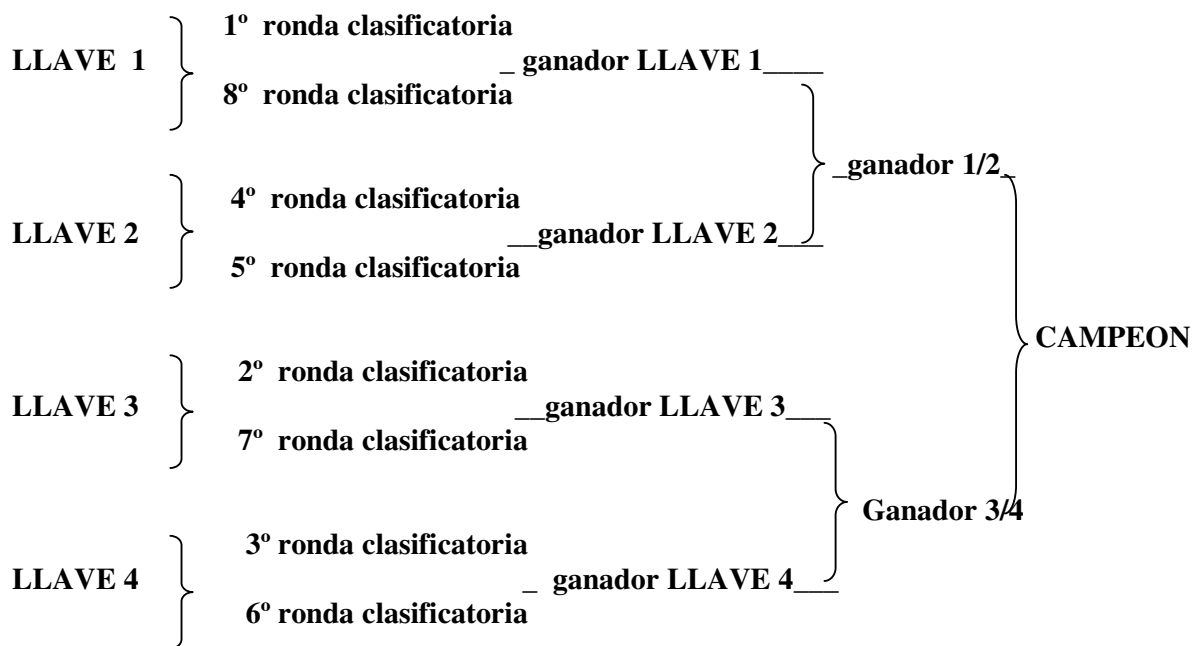 1º ronda clasificatoria
LLAVE 1 _ ganador LLAVE 1____
8º ronda clasificatoria
_ganador 1/2_
4º ronda clasificatoria
LLAVE 2 __ganador LLAVE 2___
5º ronda clasificatoria
CAMPEON
2º ronda clasificatoria
LLAVE 3 __ganador LLAVE 3___
7º ronda clasificatoria
Ganador 3/4
3º ronda clasificatoria
LLAVE 4 _ ganador LLAVE 4___
6º ronda clasificatoria